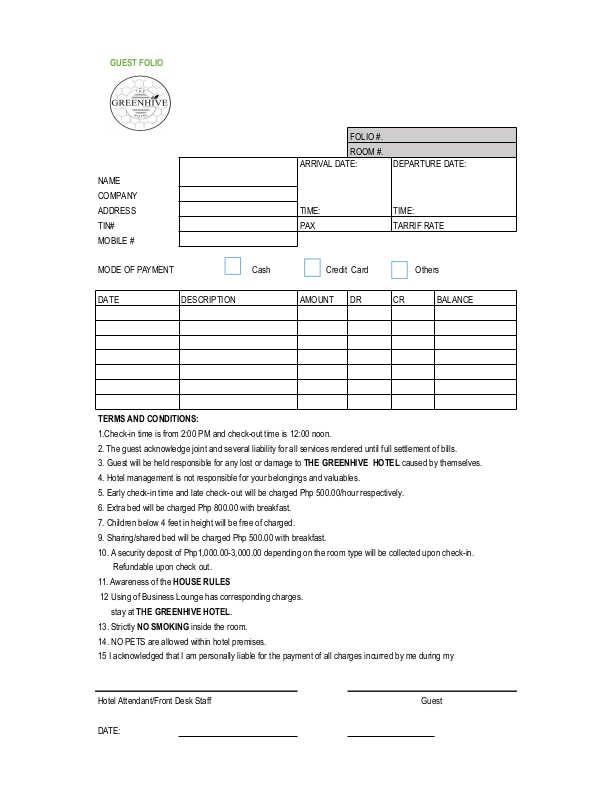 GUEST FOLIO
THE
GREENHIVE
HOTEL
FOLIO #.
ROOM #.
ARRIVAL DATE: DEPARTURE DATE:
NAME
COMPANY
ADDRESS TIME: TIME:
TIN# PAX TARRIF RATE
MOBILE #
MODE OF PAYMENT Cash Credit Card Others
DATE DESCRIPTION AMOUNT DR CR BALANCE
TERMS AND CONDITIONS:
1.Check-in time is from 2:00 PM and check-out time is 12:00 noon.
2. The guest acknowledge joint and several liability for all services rendered until full settlement of bills.
3. Guest will be held responsible for any lost or damage to THE GREENHIVE HOTEL caused by themselves.
4. Hotel management is not responsible for your belongings and valuables.
5. Early check-in time and late check- out will be charged Php 500.00/hour respectively.
6. Extra bed will be charged Php 800.00 with breakfast.
7. Children below 4 feet in height will be free of charged.
9. Sharing/shared bed will be charged Php 500.00 with breakfast.
10. A security deposit of Php1,000.00-3,000.00 depending on the room type will be collected upon check-in.
Refundable upon check out.
11. Awareness of the HOUSE RULES
12 Using of Business Lounge has corresponding charges.
stay at THE GREENHIVE HOTEL.
13. Strictly NO SMOKING inside the room.
14. NO PETS are allowed within hotel premises.
15 I acknowledged that I am personally liable for the payment of all charges incurred by me during my
Hotel Attendant/Front Desk Staff Guest
DATE: